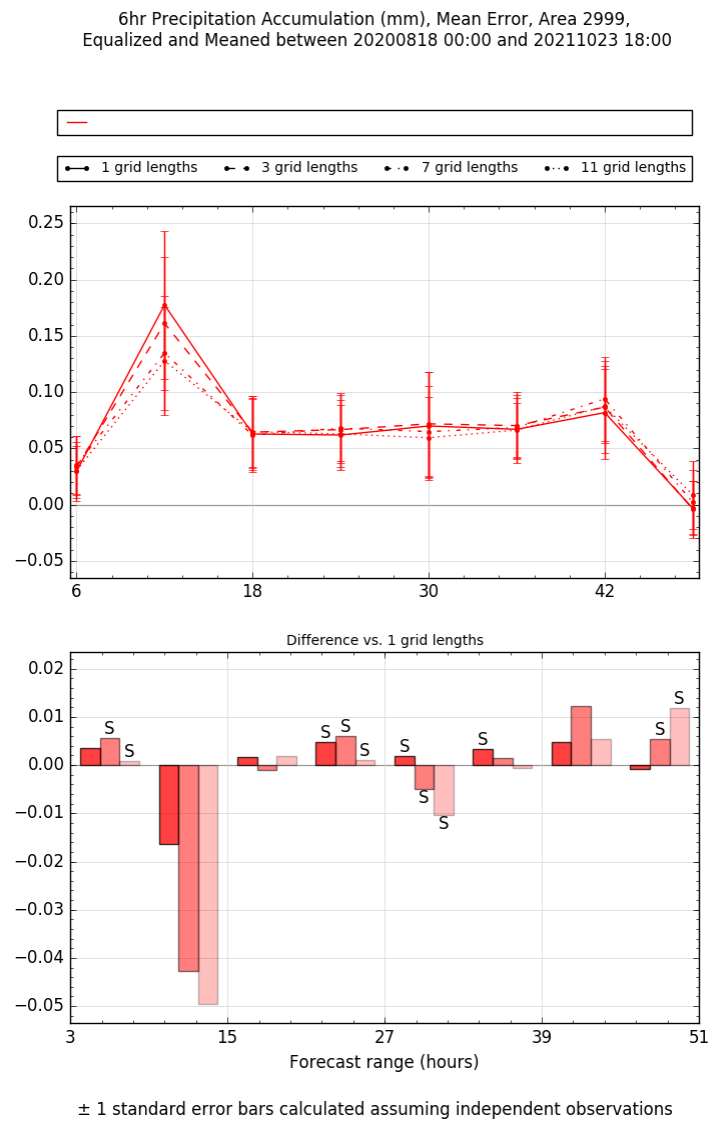 6hr Precipitation Accumulation (mm), Mean Error, Area 2999,
Equalized and Meaned between 20200818 00:00 and 20211023 18:00
1 grid lengths 3 grid lengths 7 grid lengths 11 grid lengths
0.25
0.20
0.15
0.10
0.05
0.00
−0.05
6 18 30 42
Difference vs. 1 grid lengths
0.02
0.01
0.00
−0.01
−0.02
−0.03
−0.04
−0.05
S S S S S S S S S S S S
3 15 27 39 51
Forecast range (hours)
± 1 standard error bars calculated assuming independent observations